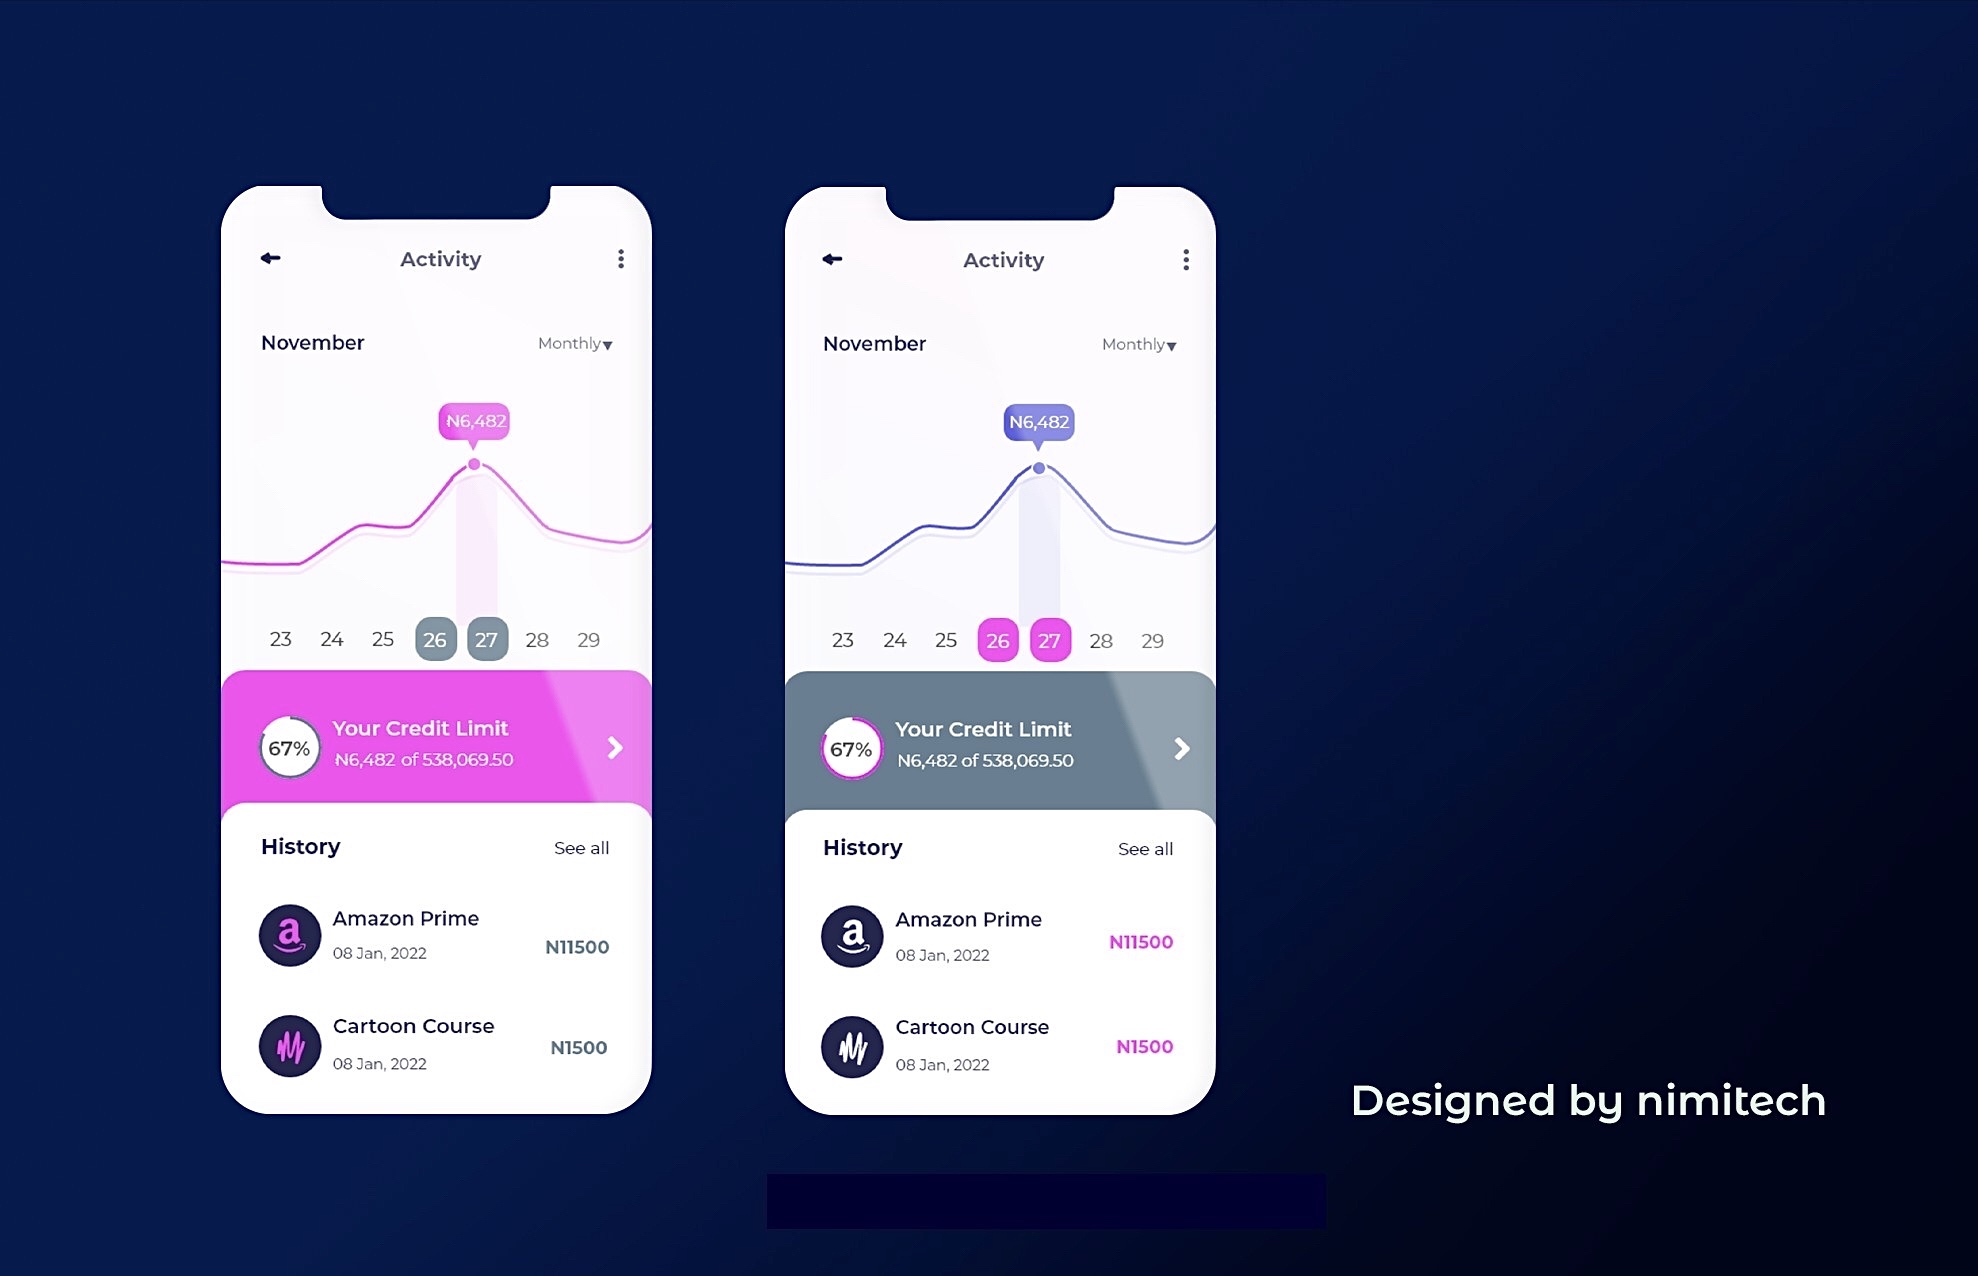 Activity
November
Monthly▾
₦6,482
23 24 25 26 27 28 29
67%
Your Credit Limit
₦6,482 of 538,069.50
History
See all
a
Amazon Prime
08 Jan, 2022
N11500
Cartoon Course
08 Jan, 2022
N1500
Activity
November
Monthly▾
N6,482
23 24 25 26 27 28 29
67%
Your Credit Limit
N6,482 of 538,069.50
History
See all
a
Amazon Prime
08 Jan, 2022
N11500
Cartoon Course
08 Jan, 2022
N1500
Designed by nimitech